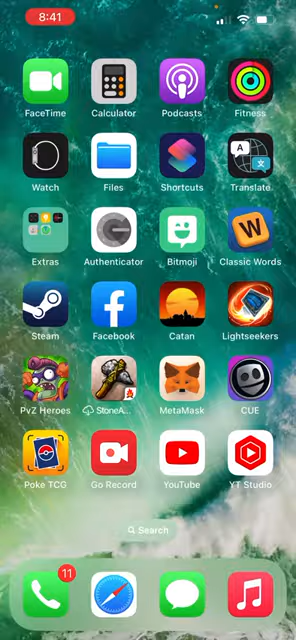 8:41
FaceTime
Calculator
Podcasts
Fitness
A
文
Watch
Files
Shortcuts
Translate
W
Extras
Authenticator
Bitmoji
Classic Words
Steam
Facebook
Catan
Lightseekers
PvZ Heroes
StoneA...
MetaMask
CUE
Poke TCG
Go Record
YouTube
YT Studio
Search
11